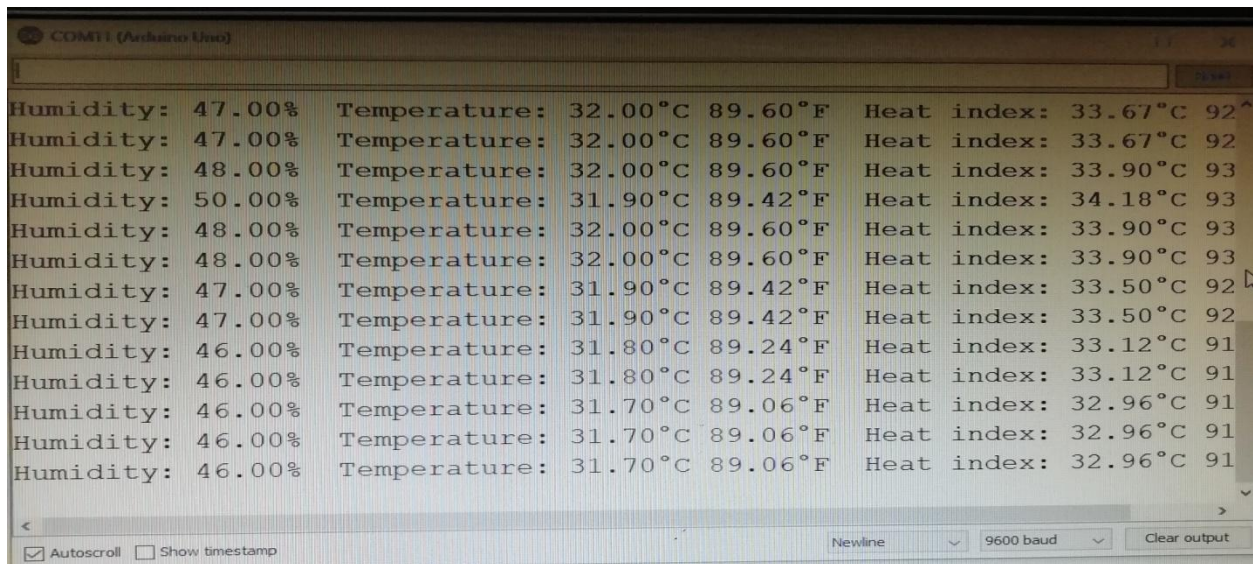 COM11 (Arduino Uno)
Send
Humidity: 47.00% Temperature: 32.00°C 89.60°F Heat index: 33.67°C 92
Humidity: 47.00% Temperature: 32.00°C 89.60°F Heat index: 33.67°C 92
Humidity: 48.00% Temperature: 32.00°C 89.60°F Heat index: 33.90°C 93
Humidity: 50.00% Temperature: 31.90°C 89.42°F Heat index: 34.18°C 93
Humidity: 48.00% Temperature: 32.00°C 89.60°F Heat index: 33.90°C 93
Humidity: 48.00% Temperature: 32.00°C 89.60°F Heat index: 33.90°C 93
Humidity: 47.00% Temperature: 31.90°C 89.42°F Heat index: 33.50°C 92
Humidity: 47.00% Temperature: 31.90°C 89.42°F Heat index: 33.50°C 92
Humidity: 46.00% Temperature: 31.80°C 89.24°F Heat index: 33.12°C 91
Humidity: 46.00% Temperature: 31.80°C 89.24°F Heat index: 33.12°C 91
Humidity: 46.00% Temperature: 31.70°C 89.06°F Heat index: 32.96°C 91
Humidity: 46.00% Temperature: 31.70°C 89.06°F Heat index: 32.96°C 91
Humidity: 46.00% Temperature: 31.70°C 89.06°F Heat index: 32.96°C 91
Autoscroll Show timestamp Newline 9600 baud Clear output